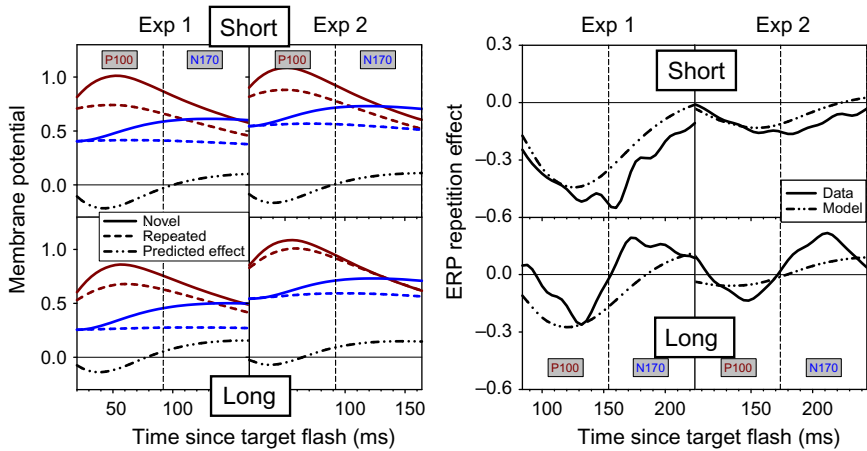 Exp 1
Short
Exp 2
P100
N170
P100
N170
1.0
0.5
0.0
Membrane potential
Novel
Repeated
Predicted effect
1.0
0.5
0.0
Long
50
100
50
100
150
Time since target flash (ms)
Exp 1
Exp 2
0.3
Short
0.0
–0.3
–0.6
ERP repetition effect
Data
Model
0.0
–0.3
–0.6
Long
P100
N170
P100
N170
100
150
200
100
150
200
Time since target flash (ms)